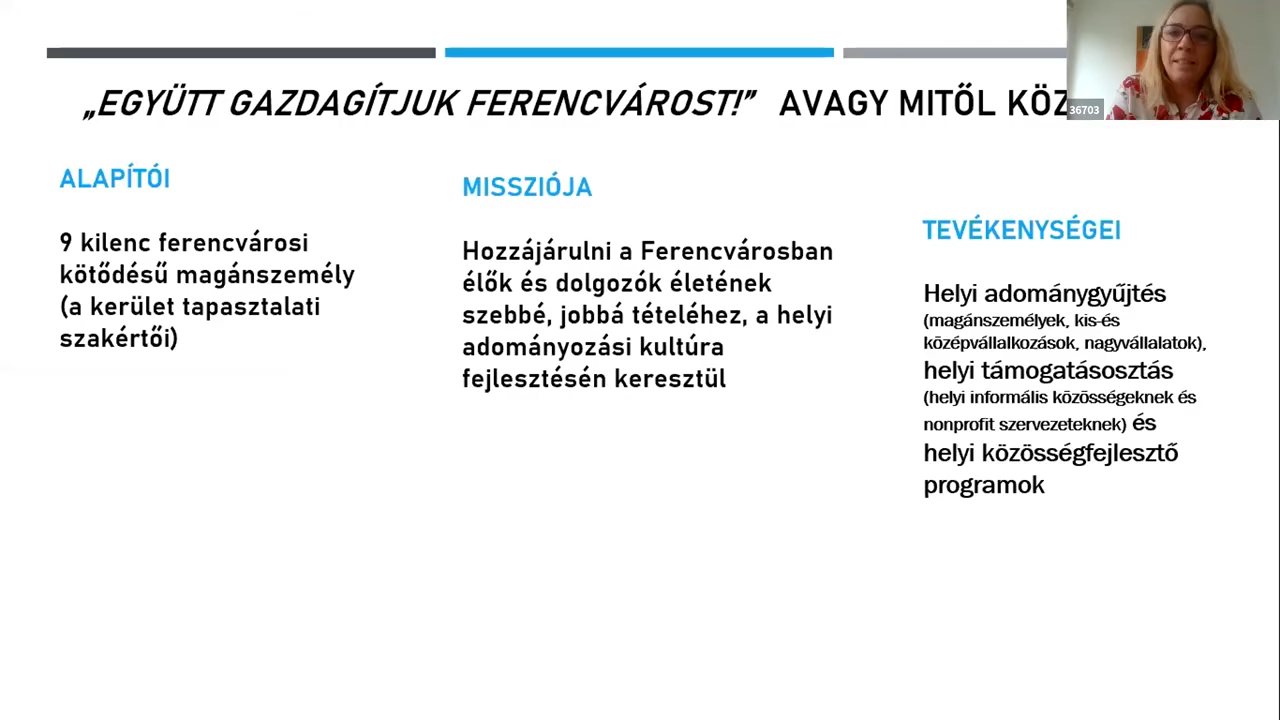 „EGYÜTT GAZDAGÍTJUK FERENCVÁROST!” AVAGY MITŐL KÖZ
36703
ALAPÍTÓI
9 kilenc ferencvárosi
kötődésű magánszemély
(a kerület tapasztalati
szakértői)
MISSZIÓJA
Hozzájárulni a Ferencvárosban
élők és dolgozók életének
szebbé, jobbá tételéhez, a helyi
adományozási kultúra
fejlesztésén keresztül
TEVÉKENYSÉGEI
Helyi adománygyűjtés
(magánszemélyek, kis-és
középvállalkozások, nagyvállalatok),
helyi támogatásosztás
(helyi informális közösségeknek és
nonprofit szervezeteknek) és
helyi közösségfejlesztő
programok